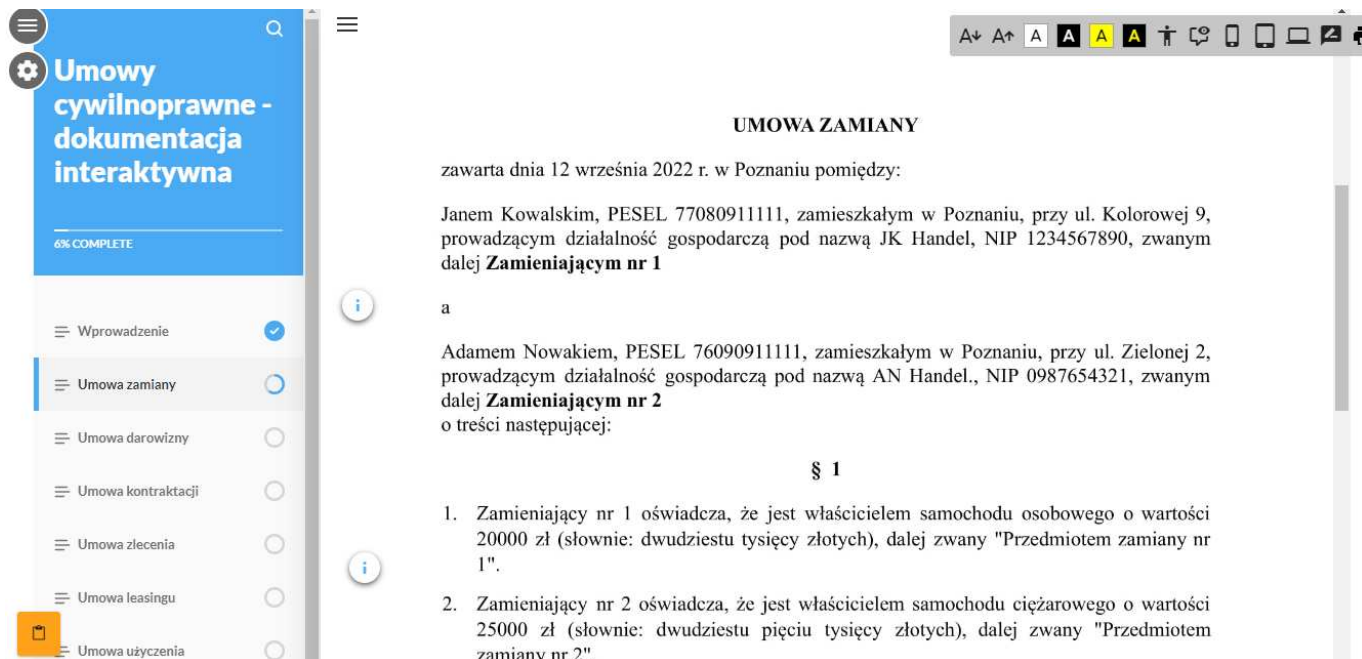 Umowy
cywilnoprawne -
dokumentacja
interaktywna
6% COMPLETE
Wprowadzenie
Umowa zamiany
Umowa darowizny
Umowa kontraktacji
Umowa zlecenia
Umowa leasingu
Umowa użyczenia
A A A A A A
UMOWA ZAMIANY
zawarta dnia 12 września 2022 r. w Poznaniu pomiędzy:
Janem Kowalskim, PESEL 77080911111, zamieszkałym w Poznaniu, przy ul. Kolorowej 9,
prowadzącym działalność gospodarczą pod nazwą JK Handel, NIP 1234567890, zwanym
dalej Zamieniającym nr 1
i
a
Adamem Nowakiem, PESEL 76090911111, zamieszkałym w Poznaniu, przy ul. Zielonej 2,
prowadzącym działalność gospodarczą pod nazwą AN Handel., NIP 0987654321, zwanym
dalej Zamieniającym nr 2
o treści następującej:
§ 1
1. Zamieniający nr 1 oświadcza, że jest właścicielem samochodu osobowego o wartości
20000 zł (słownie: dwudziestu tysięcy złotych), dalej zwany "Przedmiotem zamiany nr
1".
i
2. Zamieniający nr 2 oświadcza, że jest właścicielem samochodu ciężarowego o wartości
25000 zł (słownie: dwudziestu pięciu tysięcy złotych), dalej zwany "Przedmiotem
zamiany nr 2".